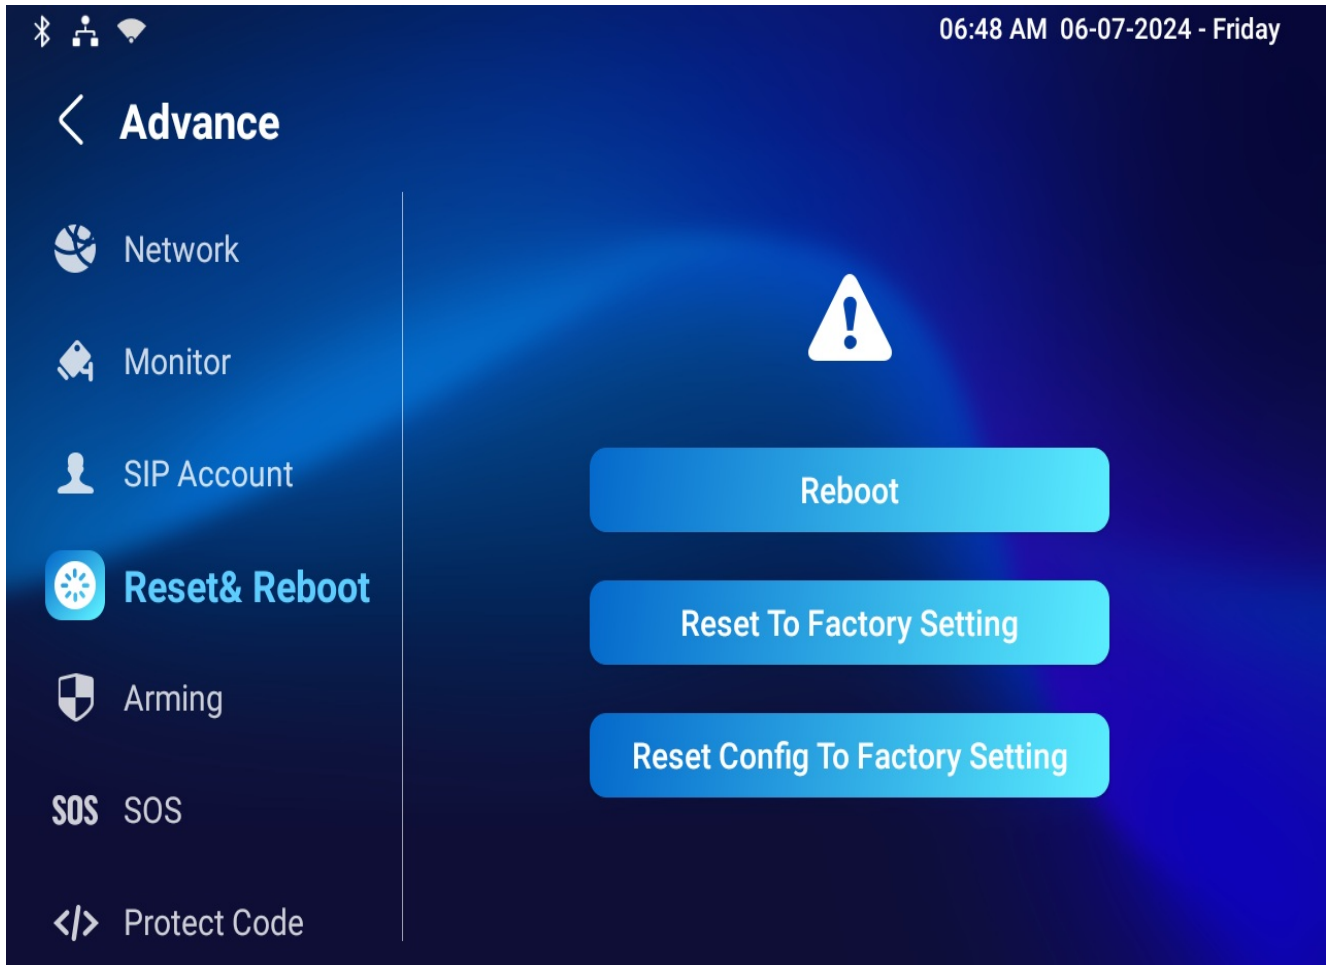 06:48 AM 06-07-2024 - Friday
Advance
Network
Monitor
SIP Account
Reset& Reboot
Arming
SOS SOS
</> Protect Code
Reboot
Reset To Factory Setting
Reset Config To Factory Setting